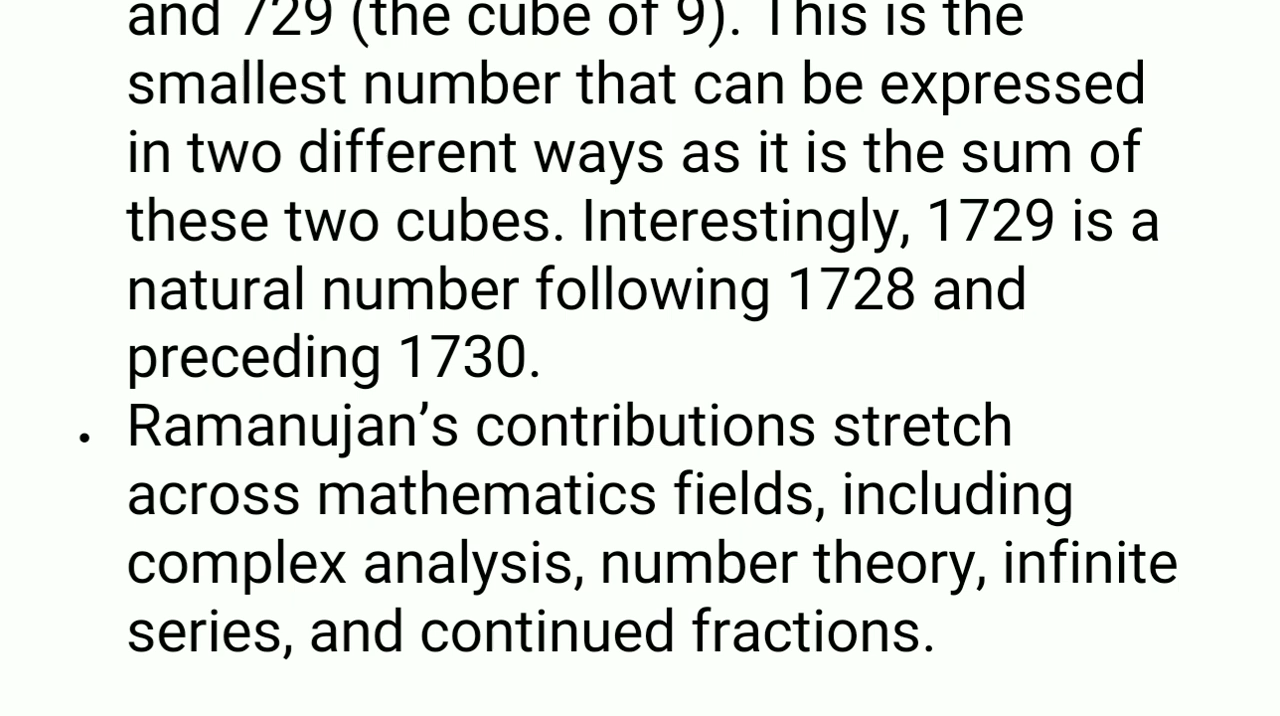 and 729 (the cube of 9). This is the
smallest number that can be expressed
in two different ways as it is the sum of
these two cubes. Interestingly, 1729 is a
natural number following 1728 and
preceding 1730.
• Ramanujan’s contributions stretch
across mathematics fields, including
complex analysis, number theory, infinite
series, and continued fractions.